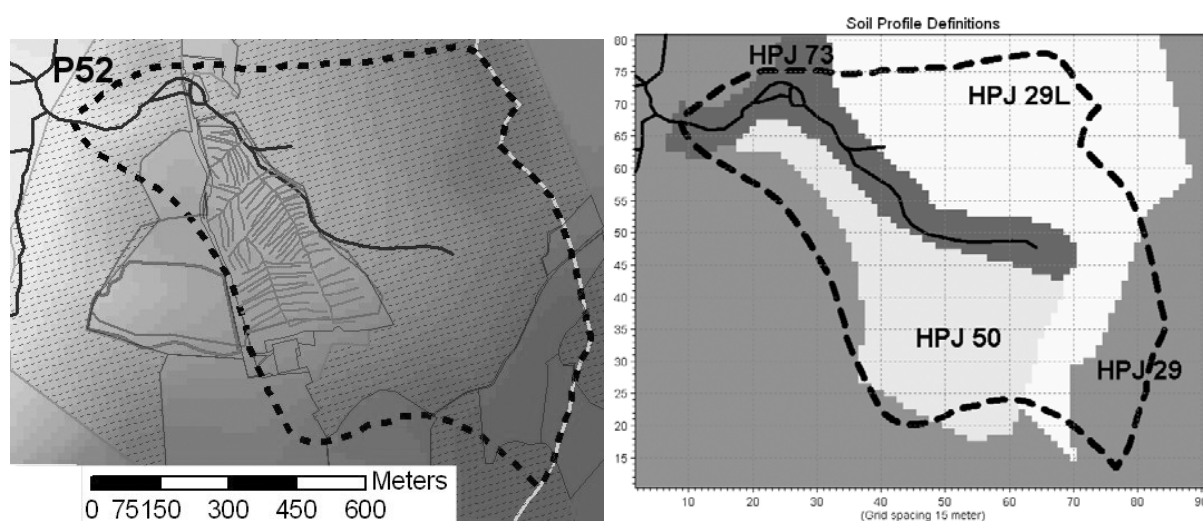 P52
Meters
0 75 150 300 450 600
Soil Profile Definitions
80
75
70
65
60
55
50
45
40
35
30
25
20
15
HPJ 73
HPJ 29L
HPJ 50
HPJ 29
10 20 30 40 50 60 70 80 90
(Grid spacing 15 meter)